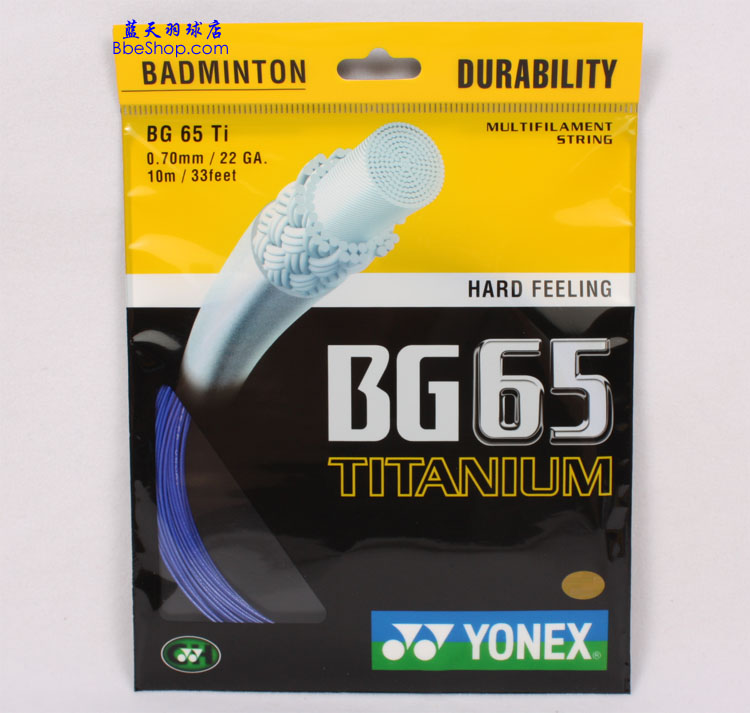 蓝天羽球店
BbeShop.com
BADMINTON
DURABILITY
BG 65 Ti
0.70mm / 22 GA.
10m / 33feet
MULTIFILAMENT
STRING
HARD FEELING
BG65
TITANIUM
YONEX®